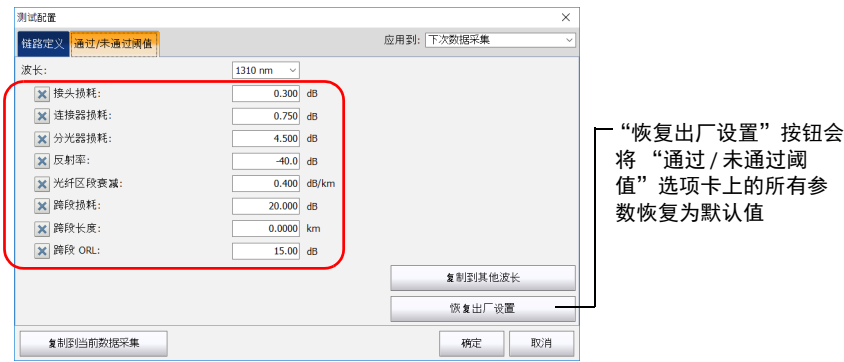 测试配置
链路定义 通过/未通过阈值 应用到: 下次数据采集
波长: 1310 nm
接头损耗: 0.300 dB
连接器损耗: 0.750 dB
分光器损耗: 4.500 dB
反射率: -40.0 dB
光纤区段衰减: 0.400 dB/km
跨段损耗: 20.000 dB
跨段长度: 0.0000 km
跨段 ORL: 15.00 dB
复制到其他波长
恢复出厂设置
复制到当前数据采集 确定 取消
“恢复出厂设置”按钮会
将 “通过 / 未通过阈
值”选项卡上的所有参
数恢复为默认值